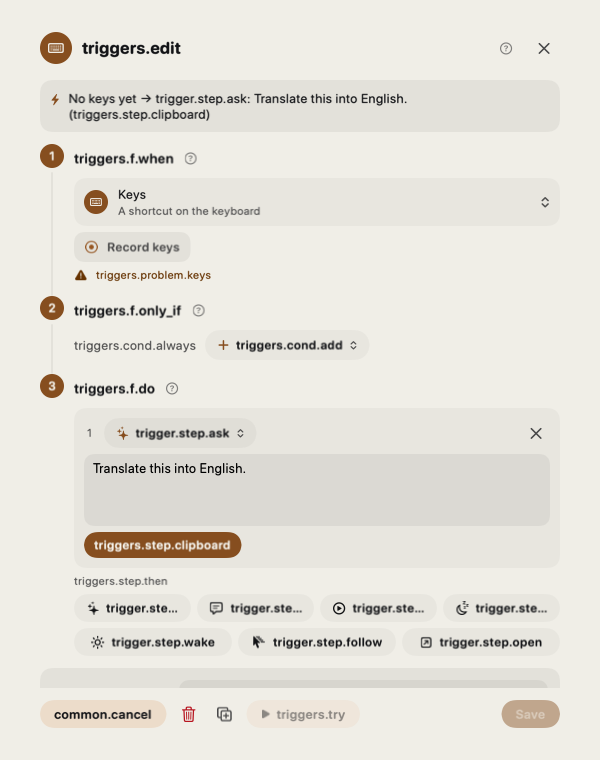 triggers.edit
No keys yet → trigger.step.ask: Translate this into English.
(triggers.step.clipboard)
1
triggers.f.when
Keys
A shortcut on the keyboard
Record keys
triggers.problem.keys
2
triggers.f.only_if
triggers.cond.always
triggers.cond.add
3
triggers.f.do
1
trigger.step.ask
Translate this into English.
triggers.step.clipboard
triggers.step.then
trigger.ste...
trigger.ste...
trigger.ste...
trigger.ste...
trigger.step.wake
trigger.step.follow
trigger.step.open
common.cancel
triggers.try
Save